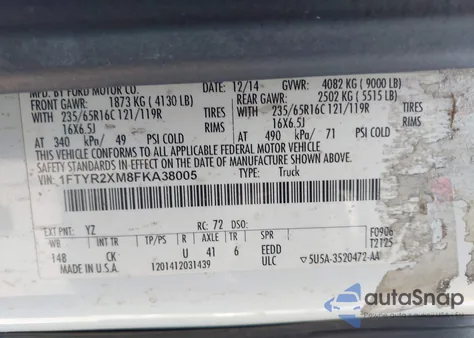 MFD. BY FORD MOTOR CO. 12/14 GVWR: 4082 KG ( 9000 LB)
FRONT GAWR: 1873 KG ( 4130 LB) REAR GAWR: 2502 KG ( 5515 LB)
WITH 235/65R16C 121/119R TIRES WITH 235/65R16C 121/119R TIRES
16X6.5J RIMS 16X6.5J
AT 340 kPa/ 49 PSI COLD AT 490 kPa/ 71 PSI COLD
THIS VEHICLE CONFORMS TO ALL APPLICABLE FEDERAL MOTOR VEHICLE
SAFETY STANDARDS IN EFFECT ON THE DATE OF MANUFACTURE SHOWN ABOVE.
VIN: 1FTYR2XM8FKA38005 TYPE: Truck
EXT PNT: YZ RC: 72 DSO: F0906
WB INT TR TP/PS R AXLE TR SPR T2T25
148 CK U 41 6 EEDD
MADE IN U.S.A. 1201412031439 ULC ▽5USA-3520472-AA
autoSnap